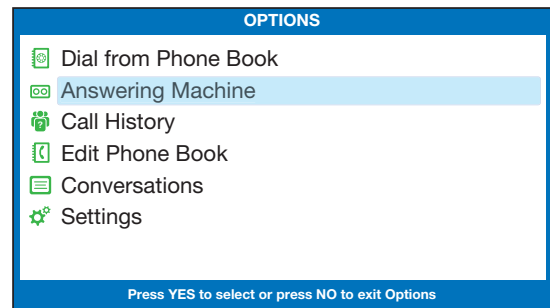 OPTIONS
Dial from Phone Book
Answering Machine
Call History
Edit Phone Book
Conversations
Settings
Press YES to select or press NO to exit Options